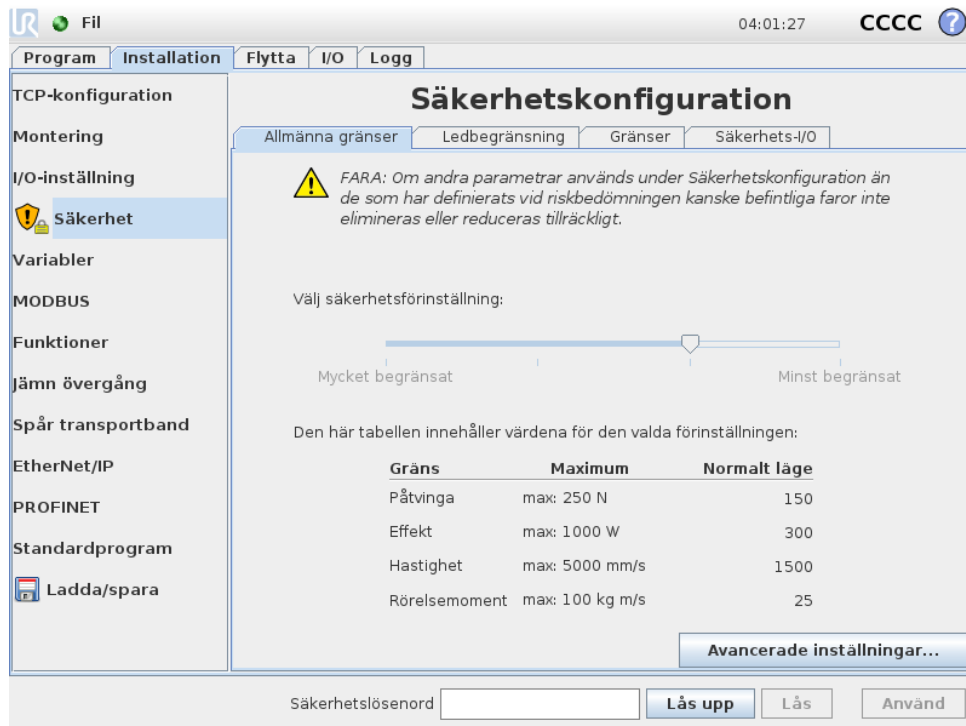 UR Fil 04:01:27 CCCC ?
Program Installation Flytta I/O Logg
TCP-konfiguration
Montering
I/O-inställning
Säkerhet
Variabler
MODBUS
Funktioner
Jämn övergång
Spår transportband
EtherNet/IP
PROFINET
Standardprogram
Ladda/spara
Säkerhetskonfiguration
Allmänna gränser Ledbegränsning Gränser Säkerhets-I/O
FARA: Om andra parametrar används under Säkerhetskonfiguration än
de som har definierats vid riskbedömningen kanske befintliga faror inte
elimineras eller reduceras tillräckligt.
Välj säkerhetsförinställning:
Mycket begränsat Minst begränsat
Den här tabellen innehåller värdena för den valda förinställningen:
Gräns Maximum Normalt läge
Påtvinga max: 250 N 150
Effekt max: 1000 W 300
Hastighet max: 5000 mm/s 1500
Rörelsemoment max: 100 kg m/s 25
Avancerade inställningar...
Säkerhetslösenord Lås upp Lås Använd